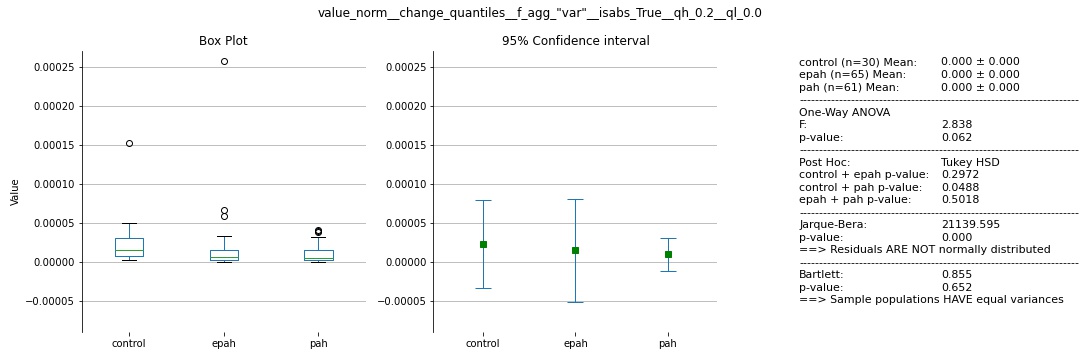 value_norm__change_quantiles__f_agg_"var"__isabs_True__qh_0.2__ql_0.0
Box Plot
0.00025
0.00020
0.00015
0.00010
0.00005
0.00000
−0.00005
Value
control epah pah
95% Confidence interval
0.00025
0.00020
0.00015
0.00010
0.00005
0.00000
−0.00005
control epah pah
control (n=30) Mean: 0.000 ± 0.000
epah (n=65) Mean: 0.000 ± 0.000
pah (n=61) Mean: 0.000 ± 0.000
One-Way ANOVA
F: 2.838
p-value: 0.062
Post Hoc: Tukey HSD
control + epah p-value: 0.2972
control + pah p-value: 0.0488
epah + pah p-value: 0.5018
Jarque-Bera: 21139.595
p-value: 0.000
==> Residuals ARE NOT normally distributed
Bartlett: 0.855
p-value: 0.652
==> Sample populations HAVE equal variances